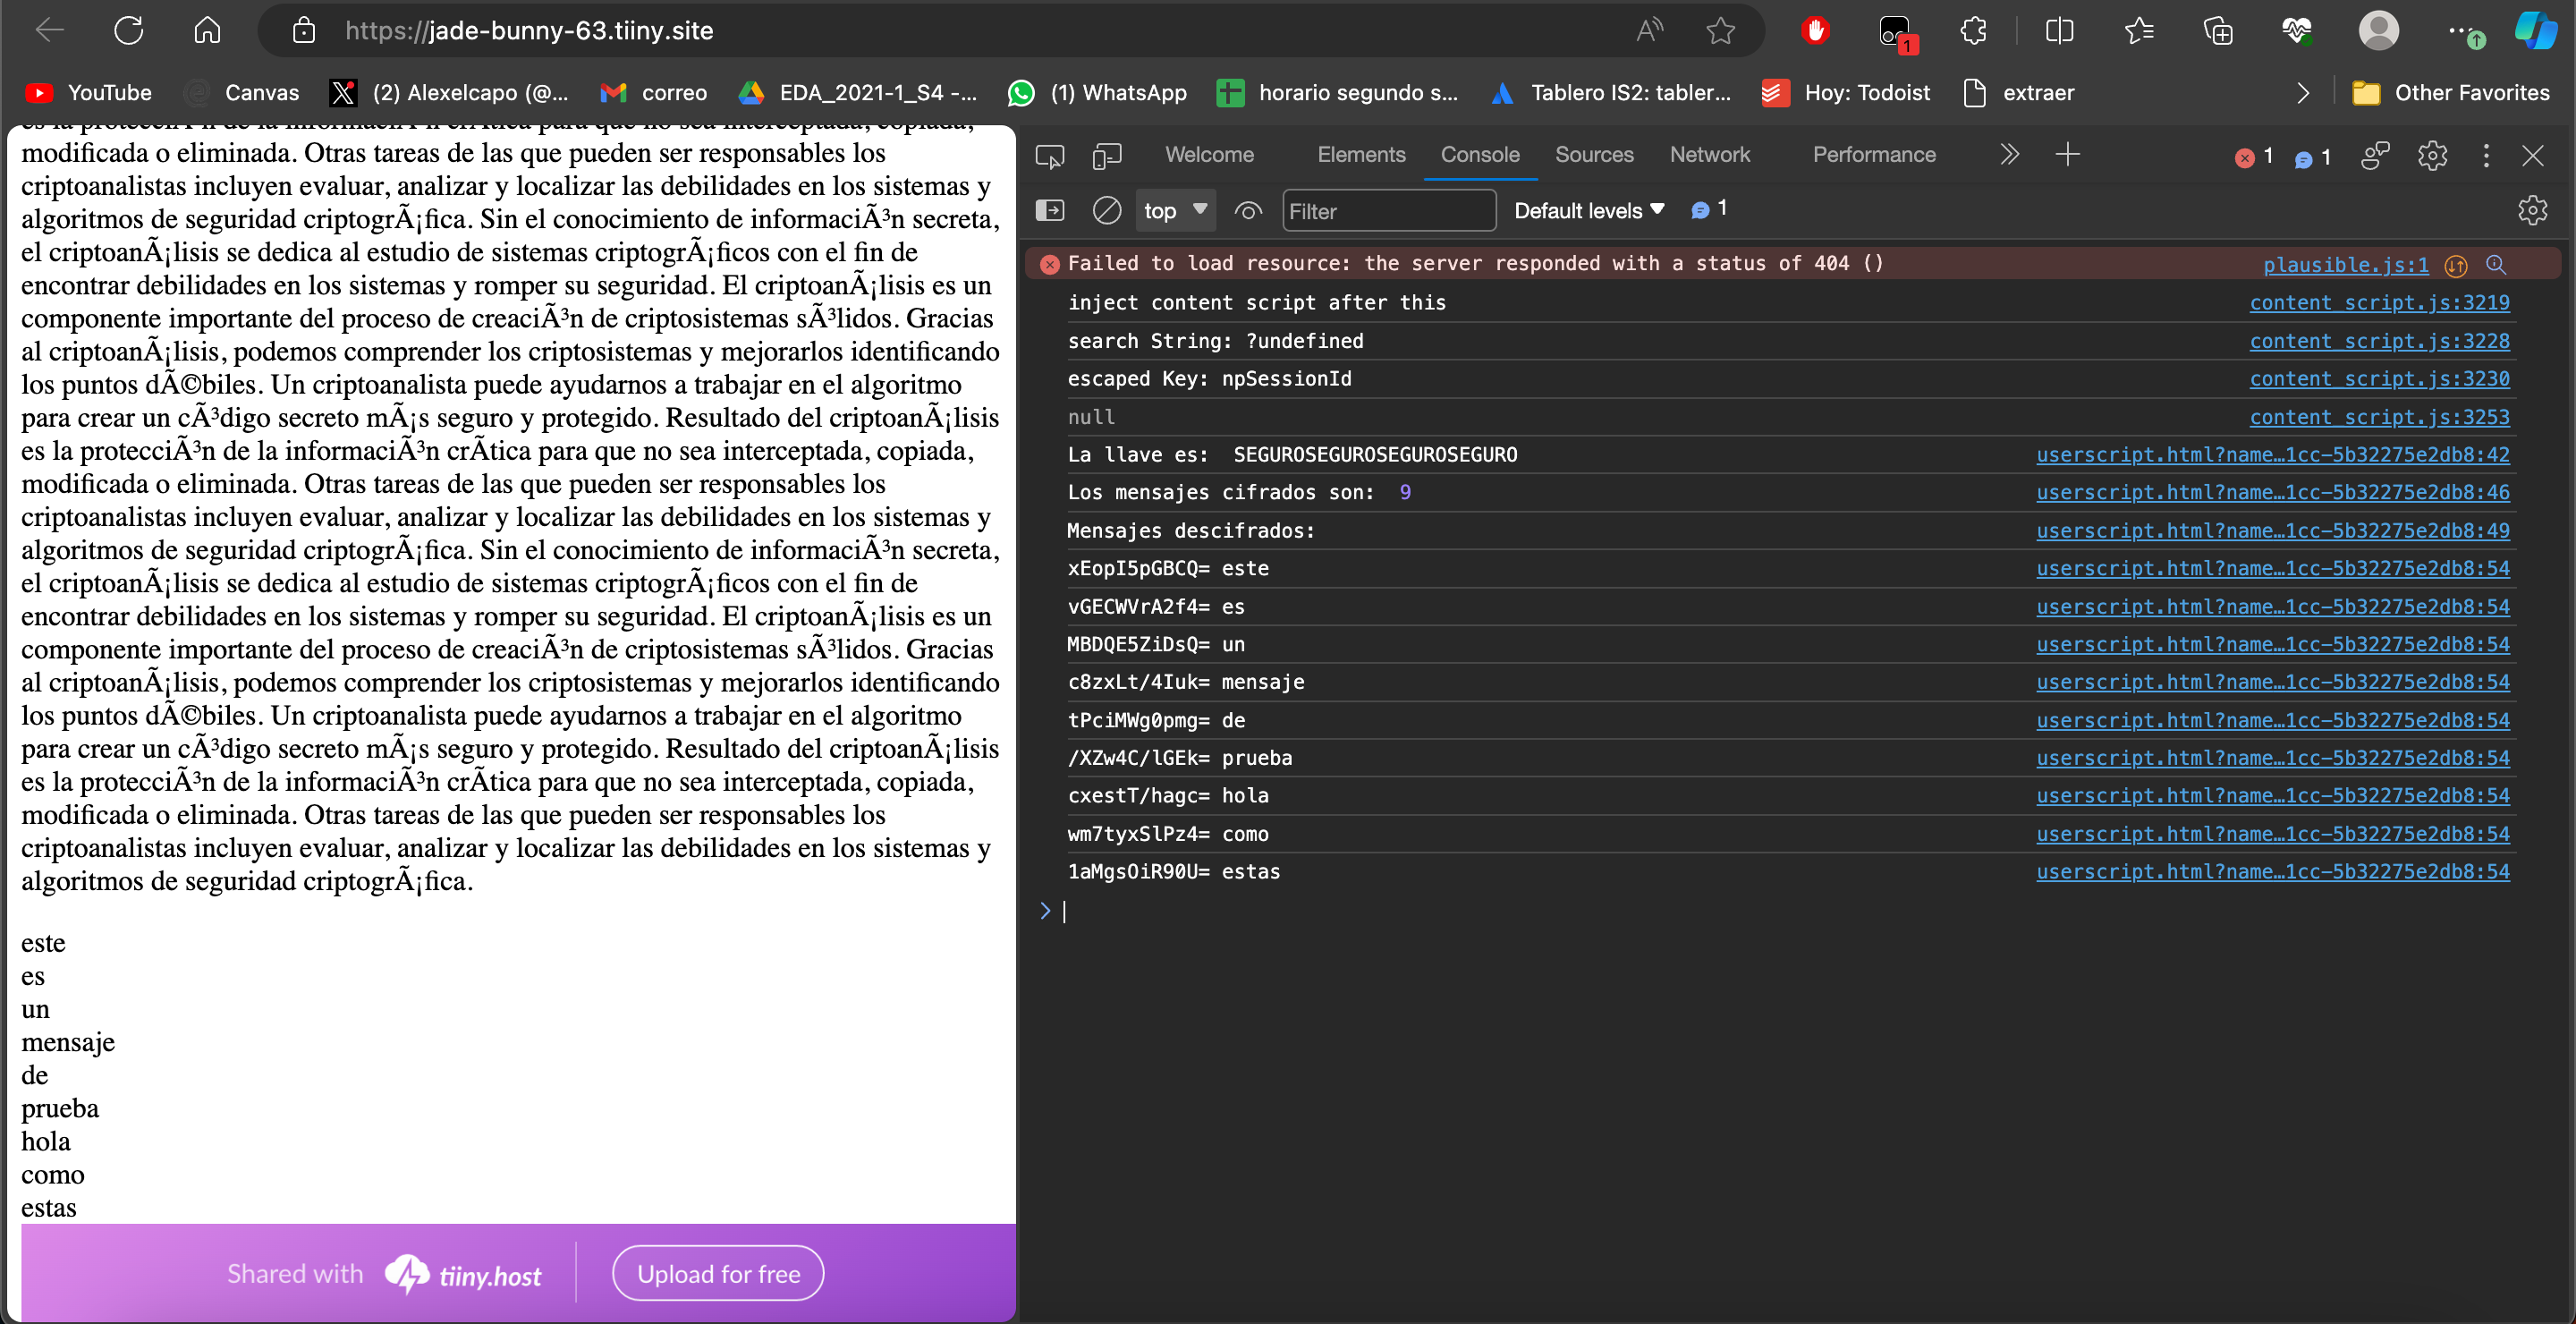 https://jade-bunny-63.tiiny.site
YouTube Canvas (2) Alexelcapo (@... correo EDA_2021-1_S4 -... (1) WhatsApp horario segundo s... Tablero IS2: tabler... Hoy: Todoist extraer Other Favorites
es la protecciÃ³n de la informaciÃ³n crÃ­tica para que no sea interceptada, copiada,
modificada o eliminada. Otras tareas de las que pueden ser responsables los
criptoanalistas incluyen evaluar, analizar y localizar las debilidades en los sistemas y
algoritmos de seguridad criptogrÃ¡fica. Sin el conocimiento de informaciÃ³n secreta,
el criptoanÃ¡lisis se dedica al estudio de sistemas criptogrÃ¡ficos con el fin de
encontrar debilidades en los sistemas y romper su seguridad. El criptoanÃ¡lisis es un
componente importante del proceso de creaciÃ³n de criptosistemas sÃ³lidos. Gracias
al criptoanÃ¡lisis, podemos comprender los criptosistemas y mejorarlos identificando
los puntos dÃ©biles. Un criptoanalista puede ayudarnos a trabajar en el algoritmo
para crear un cÃ³digo secreto mÃ¡s seguro y protegido. Resultado del criptoanÃ¡lisis
es la protecciÃ³n de la informaciÃ³n crÃ­tica para que no sea interceptada, copiada,
modificada o eliminada. Otras tareas de las que pueden ser responsables los
criptoanalistas incluyen evaluar, analizar y localizar las debilidades en los sistemas y
algoritmos de seguridad criptogrÃ¡fica. Sin el conocimiento de informaciÃ³n secreta,
el criptoanÃ¡lisis se dedica al estudio de sistemas criptogrÃ¡ficos con el fin de
encontrar debilidades en los sistemas y romper su seguridad. El criptoanÃ¡lisis es un
componente importante del proceso de creaciÃ³n de criptosistemas sÃ³lidos. Gracias
al criptoanÃ¡lisis, podemos comprender los criptosistemas y mejorarlos identificando
los puntos dÃ©biles. Un criptoanalista puede ayudarnos a trabajar en el algoritmo
para crear un cÃ³digo secreto mÃ¡s seguro y protegido. Resultado del criptoanÃ¡lisis
es la protecciÃ³n de la informaciÃ³n crÃ­tica para que no sea interceptada, copiada,
modificada o eliminada. Otras tareas de las que pueden ser responsables los
criptoanalistas incluyen evaluar, analizar y localizar las debilidades en los sistemas y
algoritmos de seguridad criptogrÃ¡fica.
este
es
un
mensaje
de
prueba
hola
como
estas
Shared with tiiny.host Upload for free
Welcome Elements Console Sources Network Performance 1 1
top Filter Default levels 1
Failed to load resource: the server responded with a status of 404 () plausible.js:1
inject content script after this content_script.js:3219
search String: ?undefined content_script.js:3228
escaped Key: npSessionId content_script.js:3230
null content_script.js:3253
La llave es: SEGUROSEGUROSEGUROSEGURO userscript.html?name…1cc-5b32275e2db8:42
Los mensajes cifrados son: 9 userscript.html?name…1cc-5b32275e2db8:46
Mensajes descifrados: userscript.html?name…1cc-5b32275e2db8:49
xEopI5pGBCQ= este userscript.html?name…1cc-5b32275e2db8:54
vGECWVrA2f4= es userscript.html?name…1cc-5b32275e2db8:54
MBDQE5ZiDsQ= un userscript.html?name…1cc-5b32275e2db8:54
c8zxLt/4Iuk= mensaje userscript.html?name…1cc-5b32275e2db8:54
tPciMWg0pmg= de userscript.html?name…1cc-5b32275e2db8:54
/XZw4C/lGEk= prueba userscript.html?name…1cc-5b32275e2db8:54
cxestT/hagc= hola userscript.html?name…1cc-5b32275e2db8:54
wm7tyxSlPz4= como userscript.html?name…1cc-5b32275e2db8:54
1aMgsOiR90U= estas userscript.html?name…1cc-5b32275e2db8:54